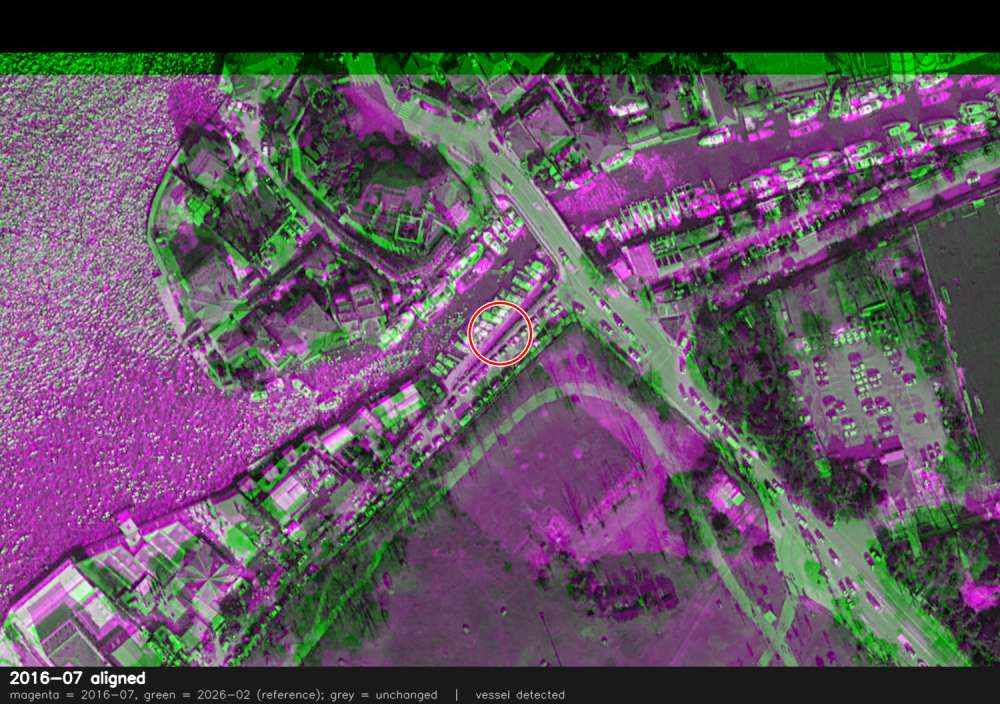 2016-07 aligned
magenta = 2016-07, green = 2026-02 (reference); grey = unchanged | vessel detected